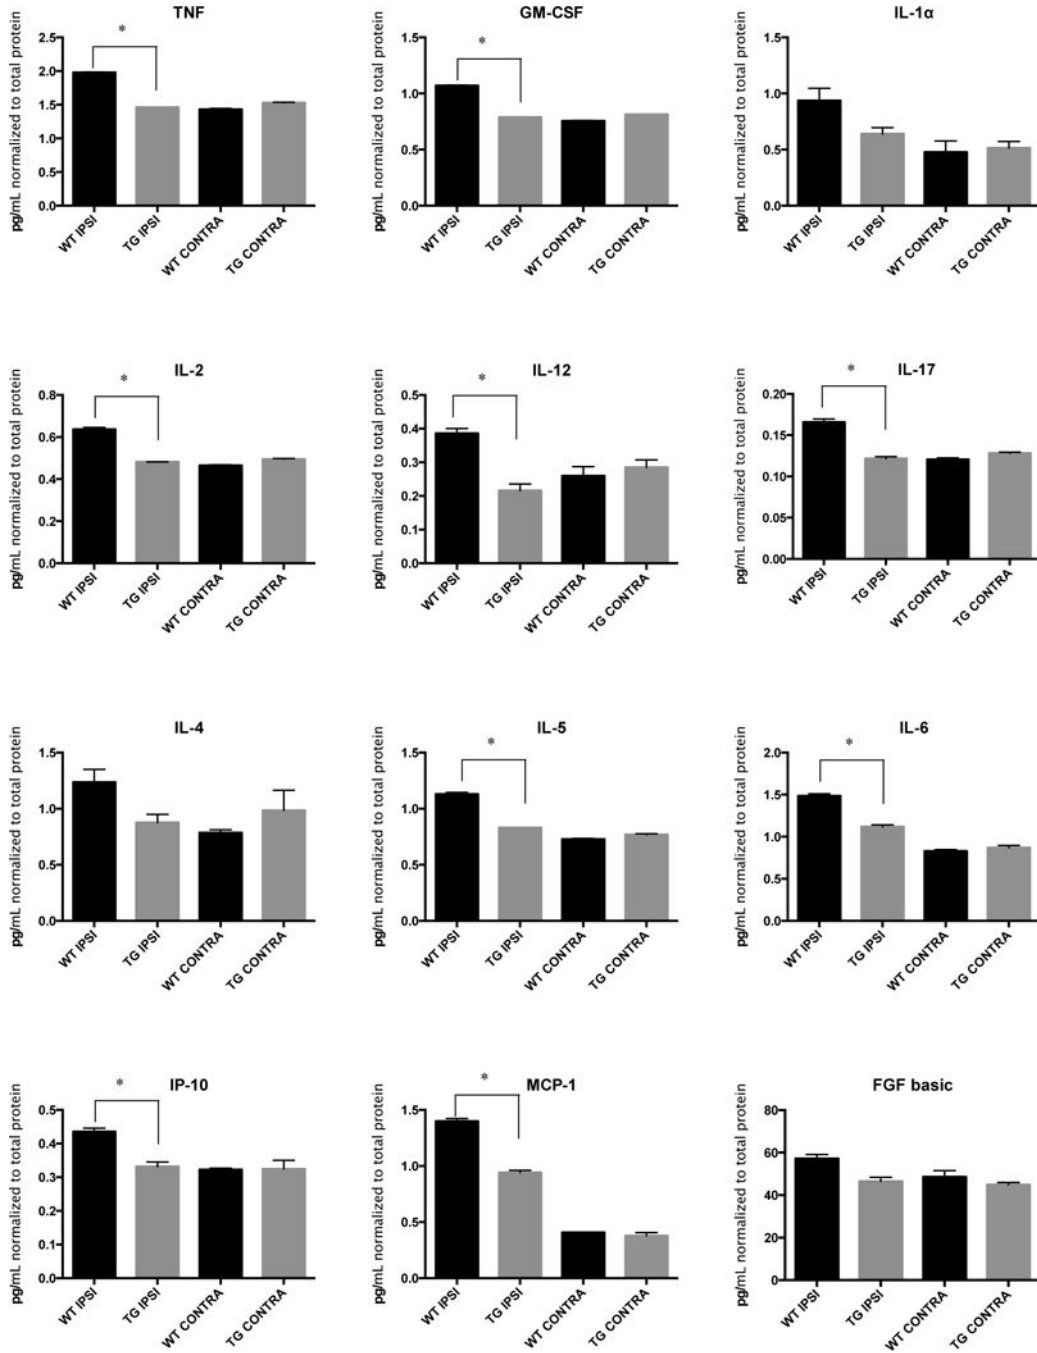 TNF
pg/mL normalized to total protein
2.5
2.0
1.5
1.0
0.5
0.0
*
WT IPSI
TG IPSI
WT CONTRA
TG CONTRA
GM-CSF
pg/mL normalized to total protein
1.5
1.0
0.5
0.0
*
WT IPSI
TG IPSI
WT CONTRA
TG CONTRA
IL-1α
pg/mL normalized to total protein
1.5
1.0
0.5
0.0
WT IPSI
TG IPSI
WT CONTRA
TG CONTRA
IL-2
pg/mL normalized to total protein
0.8
0.6
0.4
0.2
0.0
*
WT IPSI
TG IPSI
WT CONTRA
TG CONTRA
IL-12
pg/mL normalized to total protein
0.5
0.4
0.3
0.2
0.1
0.0
*
WT IPSI
TG IPSI
WT CONTRA
TG CONTRA
IL-17
pg/mL normalized to total protein
0.20
0.15
0.10
0.05
0.00
*
WT IPSI
TG IPSI
WT CONTRA
TG CONTRA
IL-4
pg/mL normalized to total protein
1.5
1.0
0.5
0.0
WT IPSI
TG IPSI
WT CONTRA
TG CONTRA
IL-5
pg/mL normalized to total protein
1.5
1.0
0.5
0.0
*
WT IPSI
TG IPSI
WT CONTRA
TG CONTRA
IL-6
pg/mL normalized to total protein
2.0
1.5
1.0
0.5
0.0
*
WT IPSI
TG IPSI
WT CONTRA
TG CONTRA
IP-10
pg/mL normalized to total protein
0.5
0.4
0.3
0.2
0.1
0.0
*
WT IPSI
TG IPSI
WT CONTRA
TG CONTRA
MCP-1
pg/mL normalized to total protein
1.5
1.0
0.5
0.0
*
WT IPSI
TG IPSI
WT CONTRA
TG CONTRA
FGF basic
pg/mL normalized to total protein
80
60
40
20
0
WT IPSI
TG IPSI
WT CONTRA
TG CONTRA